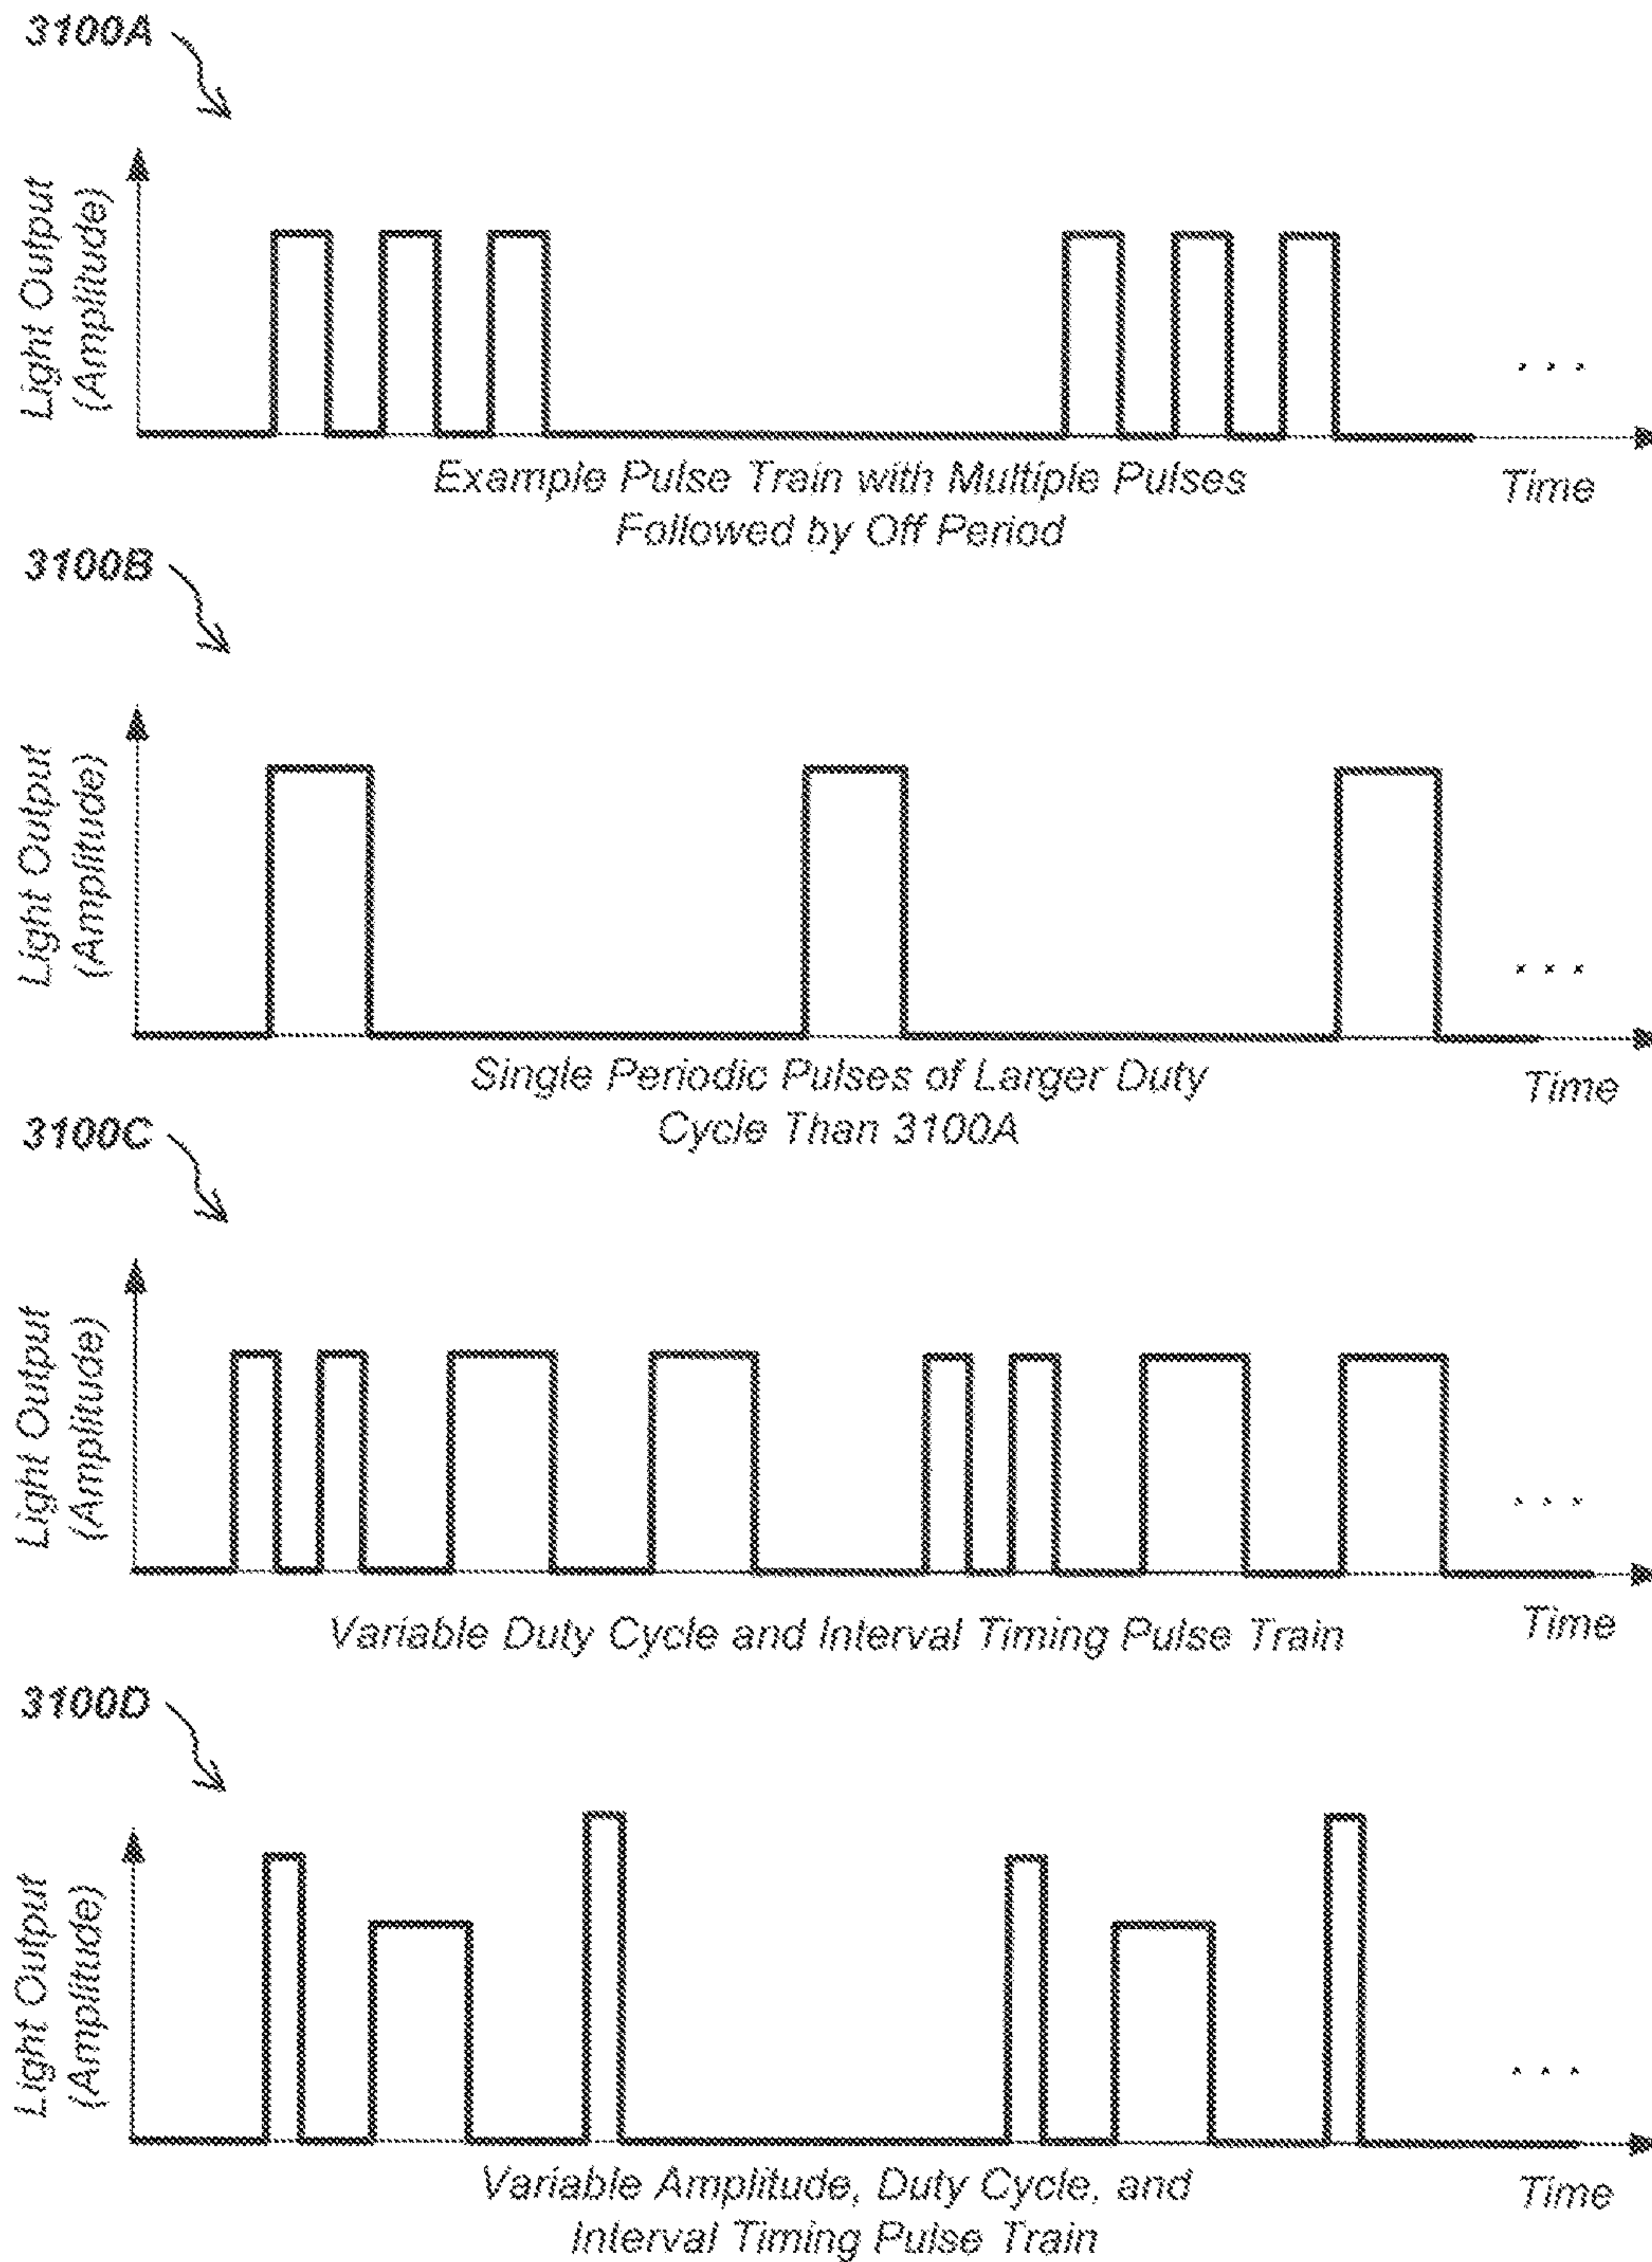 3100A
Light Output
(Amplitude)
. . .
Time
Example Pulse Train with Multiple Pulses
Followed by Off Period
3100B
Light Output
(Amplitude)
. . .
Time
Single Periodic Pulses of Larger Duty
Cycle Than 3100A
3100C
Light Output
(Amplitude)
. . .
Time
Variable Duty Cycle and Interval Timing Pulse Train
3100D
Light Output
(Amplitude)
. . .
Time
Variable Amplitude, Duty Cycle, and
Interval Timing Pulse Train